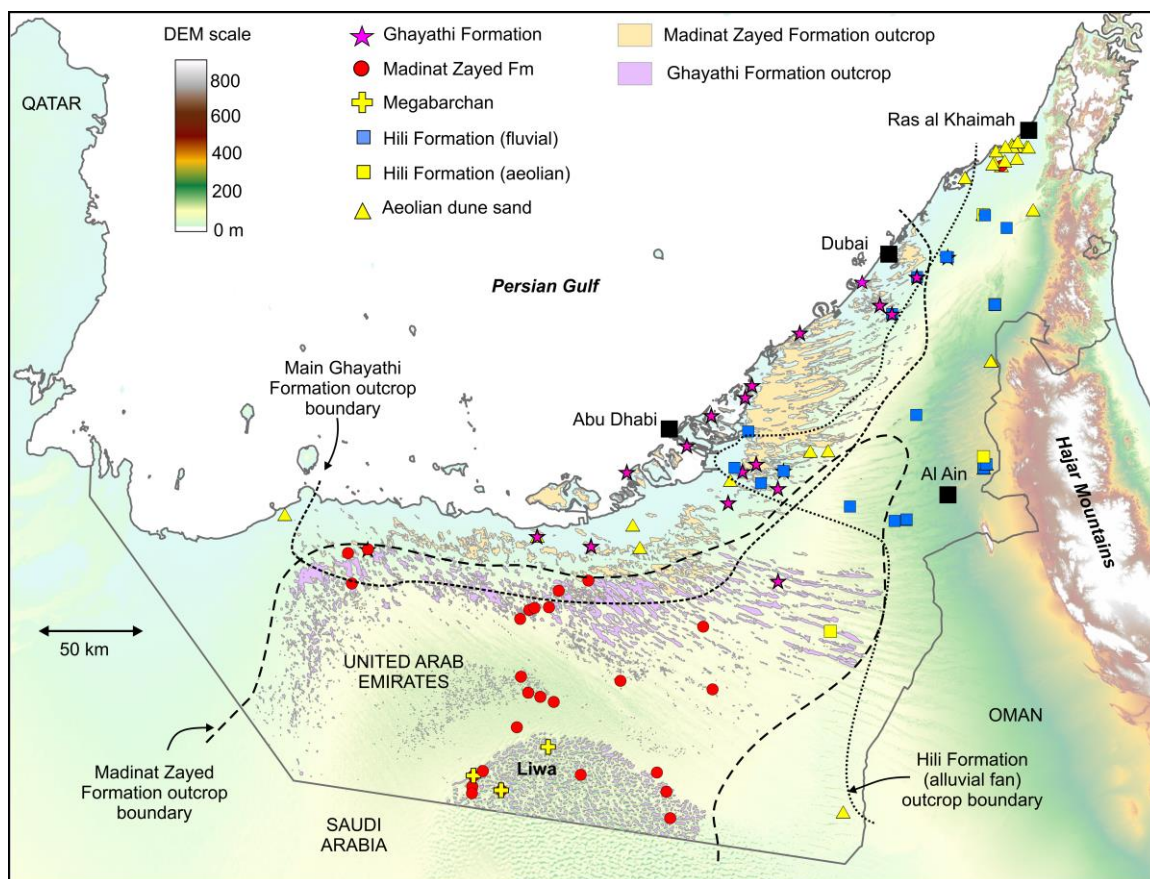 DEM scale
800
600
400
200
0 m
Ghayathi Formation
Madinat Zayed Fm
Megabarchan
Hili Formation (fluvial)
Hili Formation (aeolian)
Aeolian dune sand
Madinat Zayed Formation outcrop
Ghayathi Formation outcrop
QATAR
Ras al Khaimah
Dubai
Persian Gulf
Main Ghayathi
Formation outcrop
boundary
Abu Dhabi
Al Ain
Hajar Mountains
50 km
UNITED ARAB
EMIRATES
OMAN
Madinat Zayed
Formation outcrop
boundary
Liwa
Hili Formation
(alluvial fan)
outcrop boundary
SAUDI
ARABIA